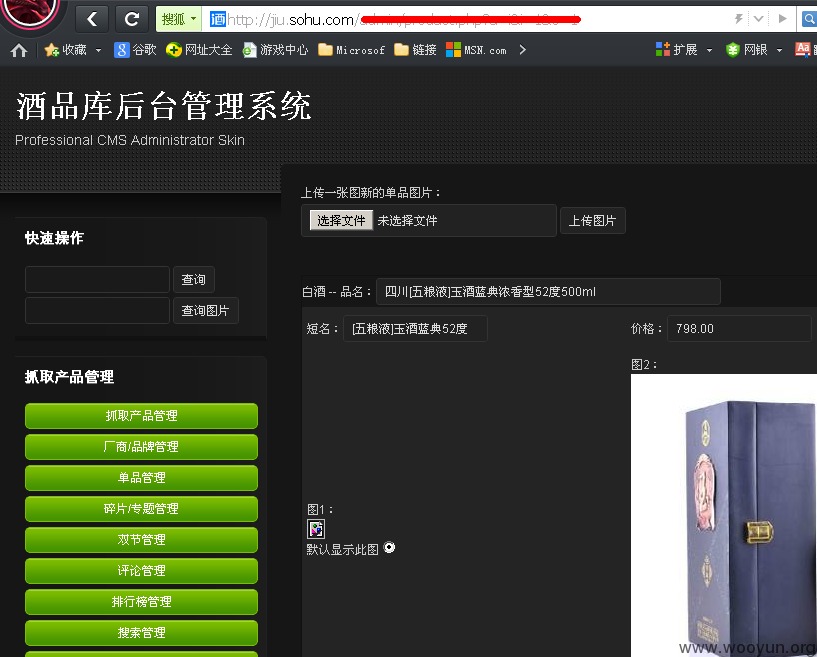 搜狐 酒 http://jiu.sohu.com/
收藏 谷歌 网址大全 游戏中心 Microsof 链接 MSN.com 扩展 网银
酒品库后台管理系统
Professional CMS Administrator Skin
上传一张图新的单品图片：
选择文件 未选择文件 上传图片
快速操作
查询
查询图片
白酒 -- 品名： 四川[五粮液]玉酒蓝典浓香型52度500ml
短名： [五粮液]玉酒蓝典52度 价格： 798.00
图2：
抓取产品管理
抓取产品管理
厂商/品牌管理
单品管理
碎片/专题管理
双节管理
评论管理
排行榜管理
搜索管理
图1：
默认显示此图
www.wooyun.org